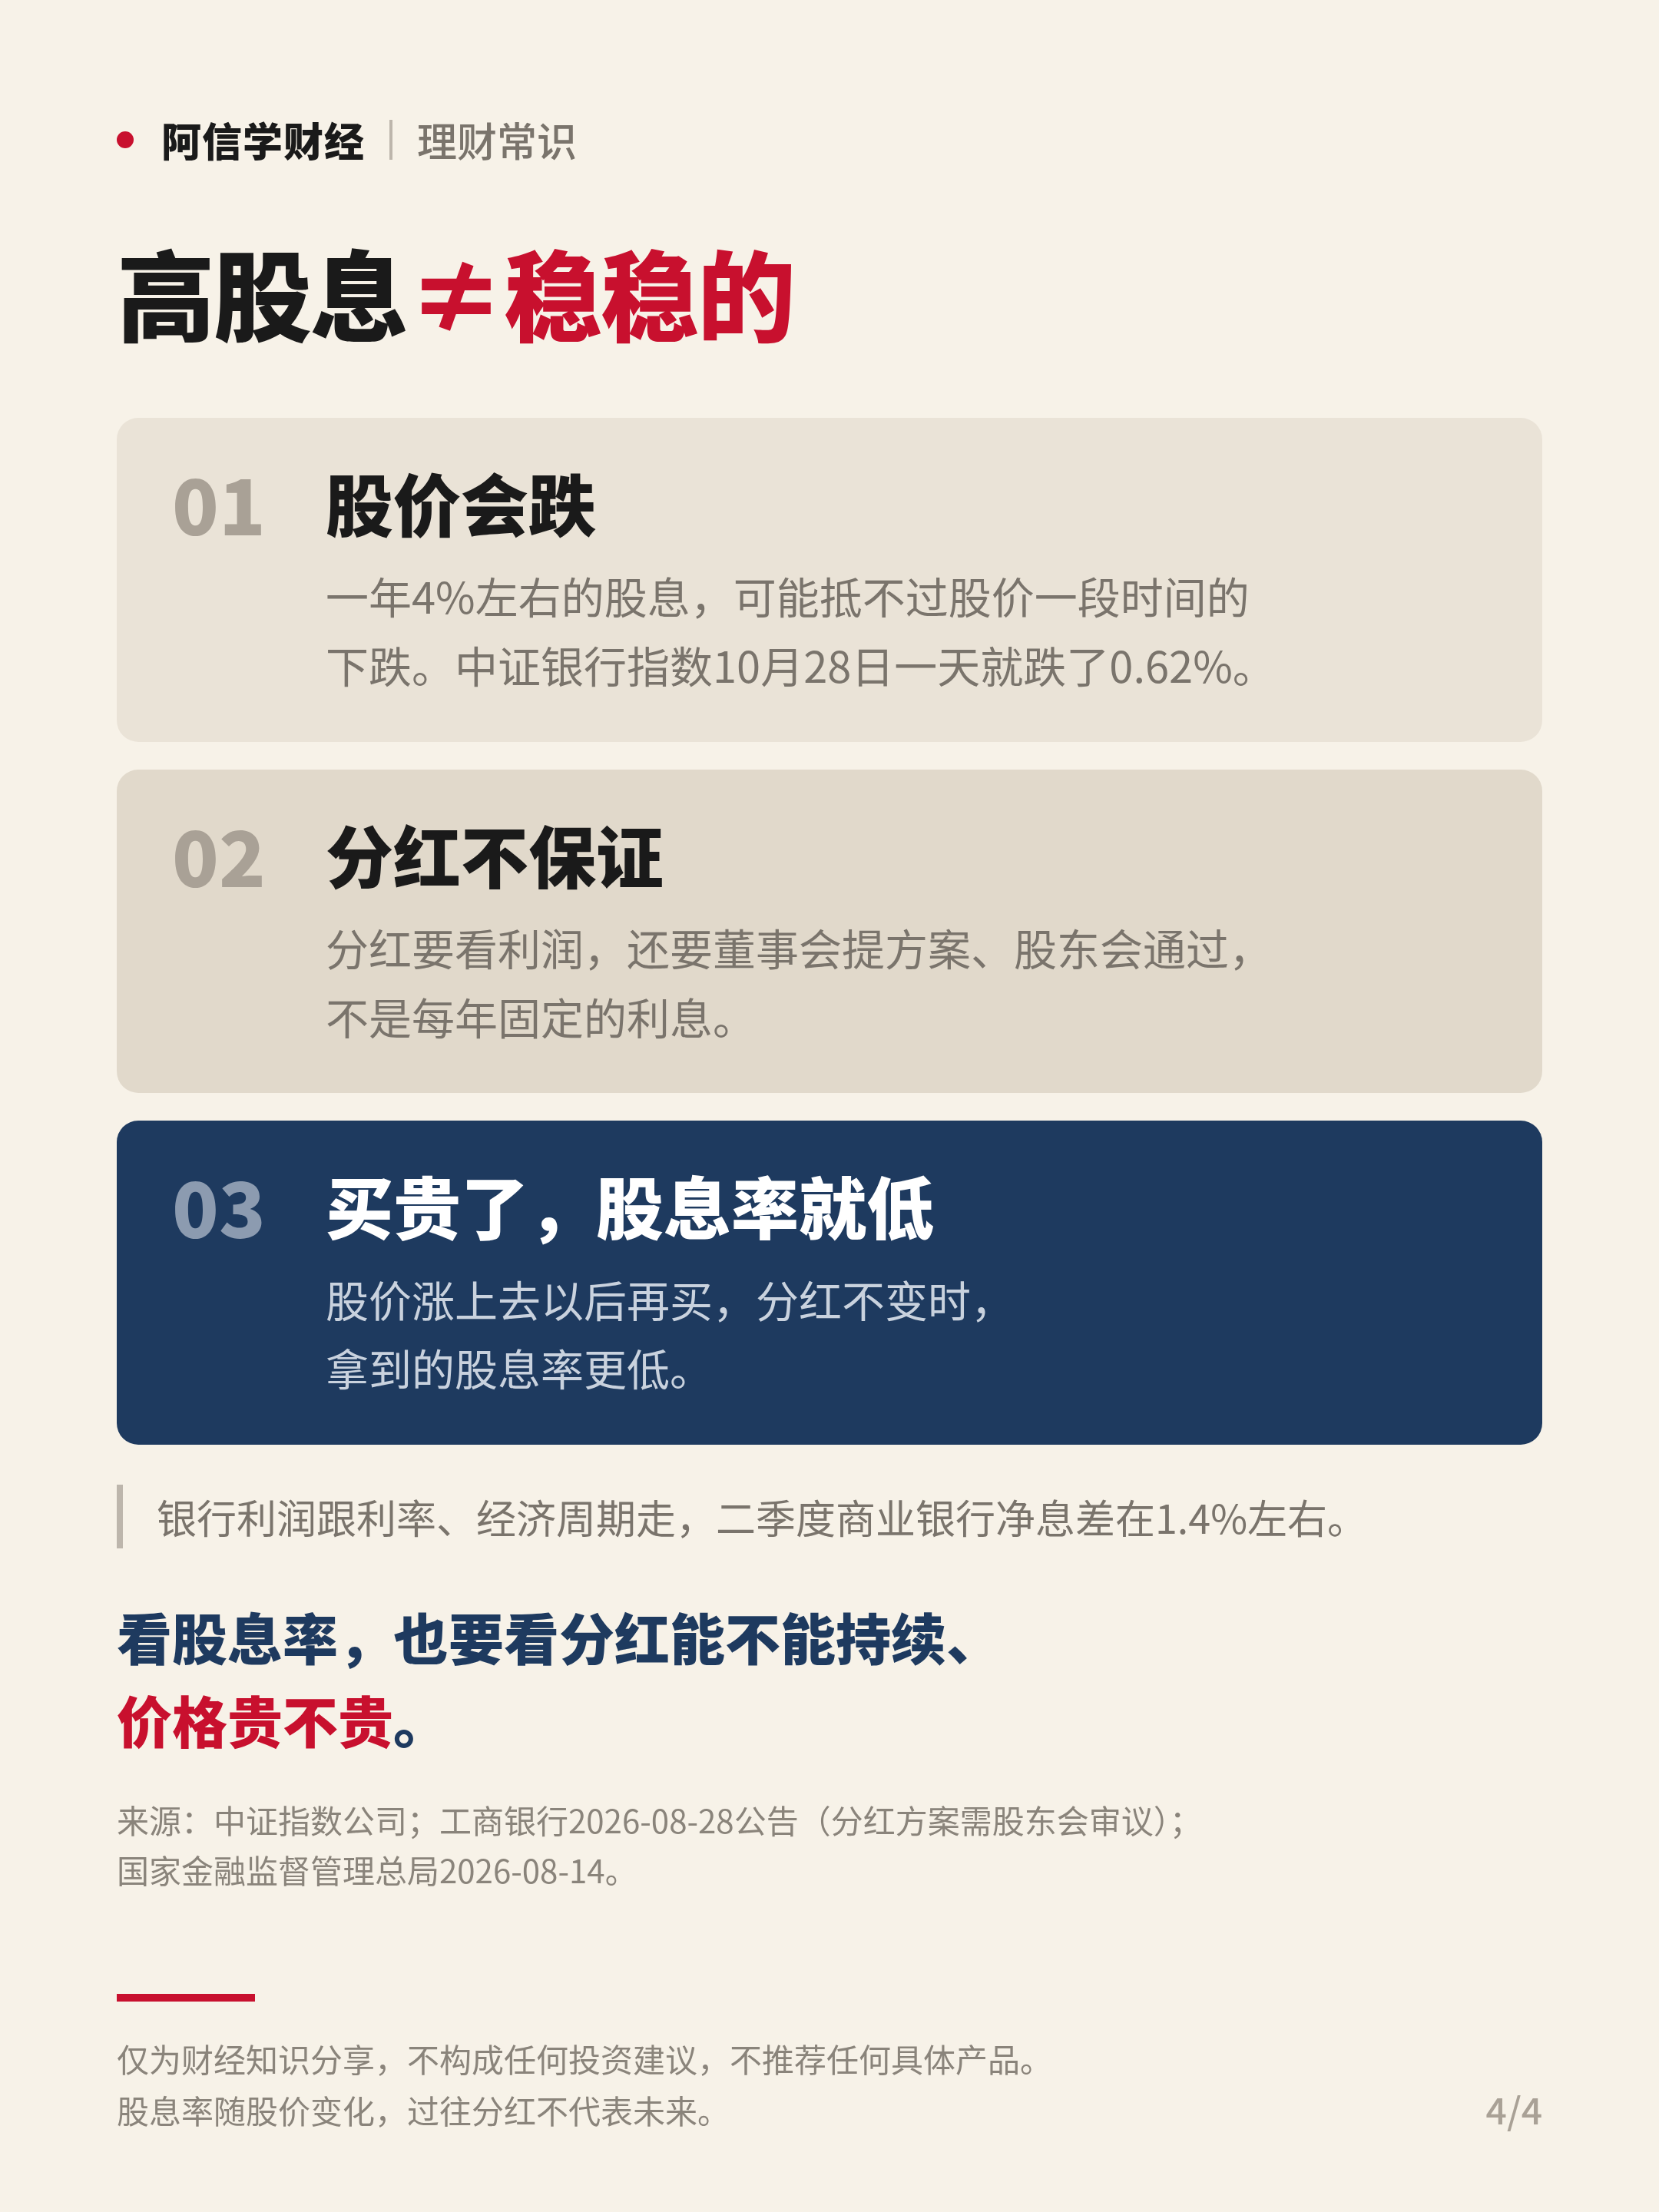 阿信学财经 | 理财常识
高股息≠稳稳的
01 股价会跌
一年4%左右的股息，可能抵不过股价一段时间的
下跌。中证银行指数10月28日一天就跌了0.62%。
02 分红不保证
分红要看利润，还要董事会提方案、股东会通过，
不是每年固定的利息。
03 买贵了，股息率就低
股价涨上去以后再买，分红不变时，
拿到的股息率更低。
银行利润跟利率、经济周期走，二季度商业银行净息差在1.4%左右。
看股息率，也要看分红能不能持续、
价格贵不贵。
来源：中证指数公司；工商银行2026-08-28公告（分红方案需股东会审议）；
国家金融监督管理总局2026-08-14。
仅为财经知识分享，不构成任何投资建议，不推荐任何具体产品。
股息率随股价变化，过往分红不代表未来。
4/4